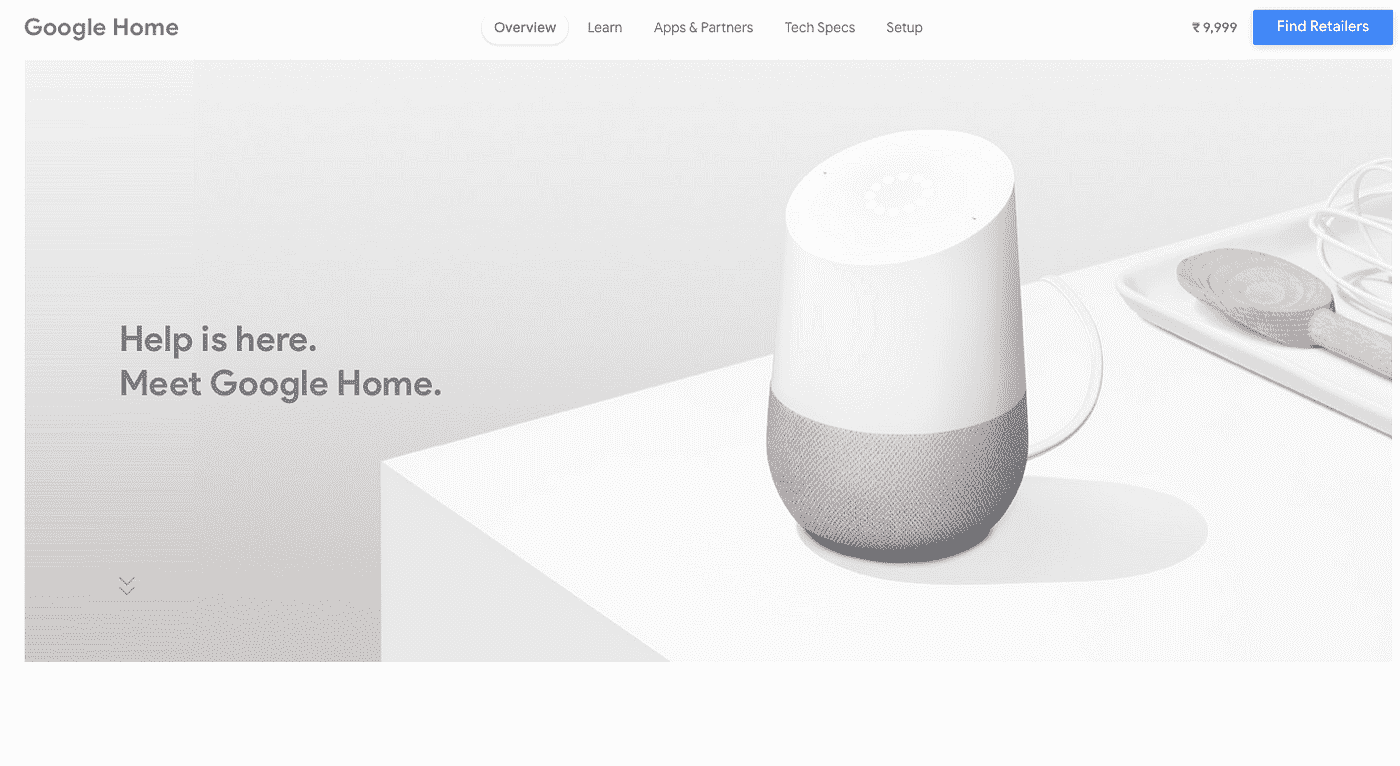 Google Home
Overview
Learn
Apps & Partners
Tech Specs
Setup
₹ 9,999
Find Retailers
Help is here.
Meet Google Home.